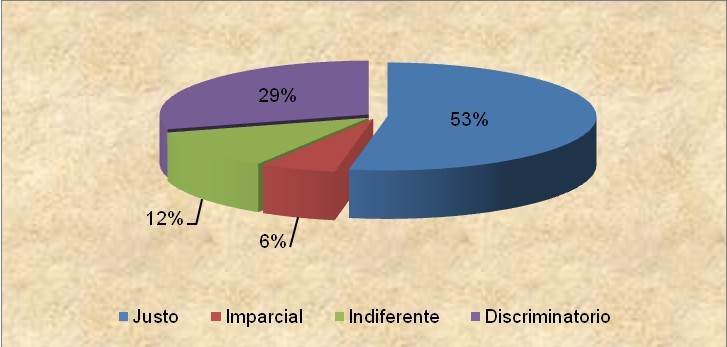 29%
53%
12%
6%
Justo Imparcial Indiferente Discriminatorio